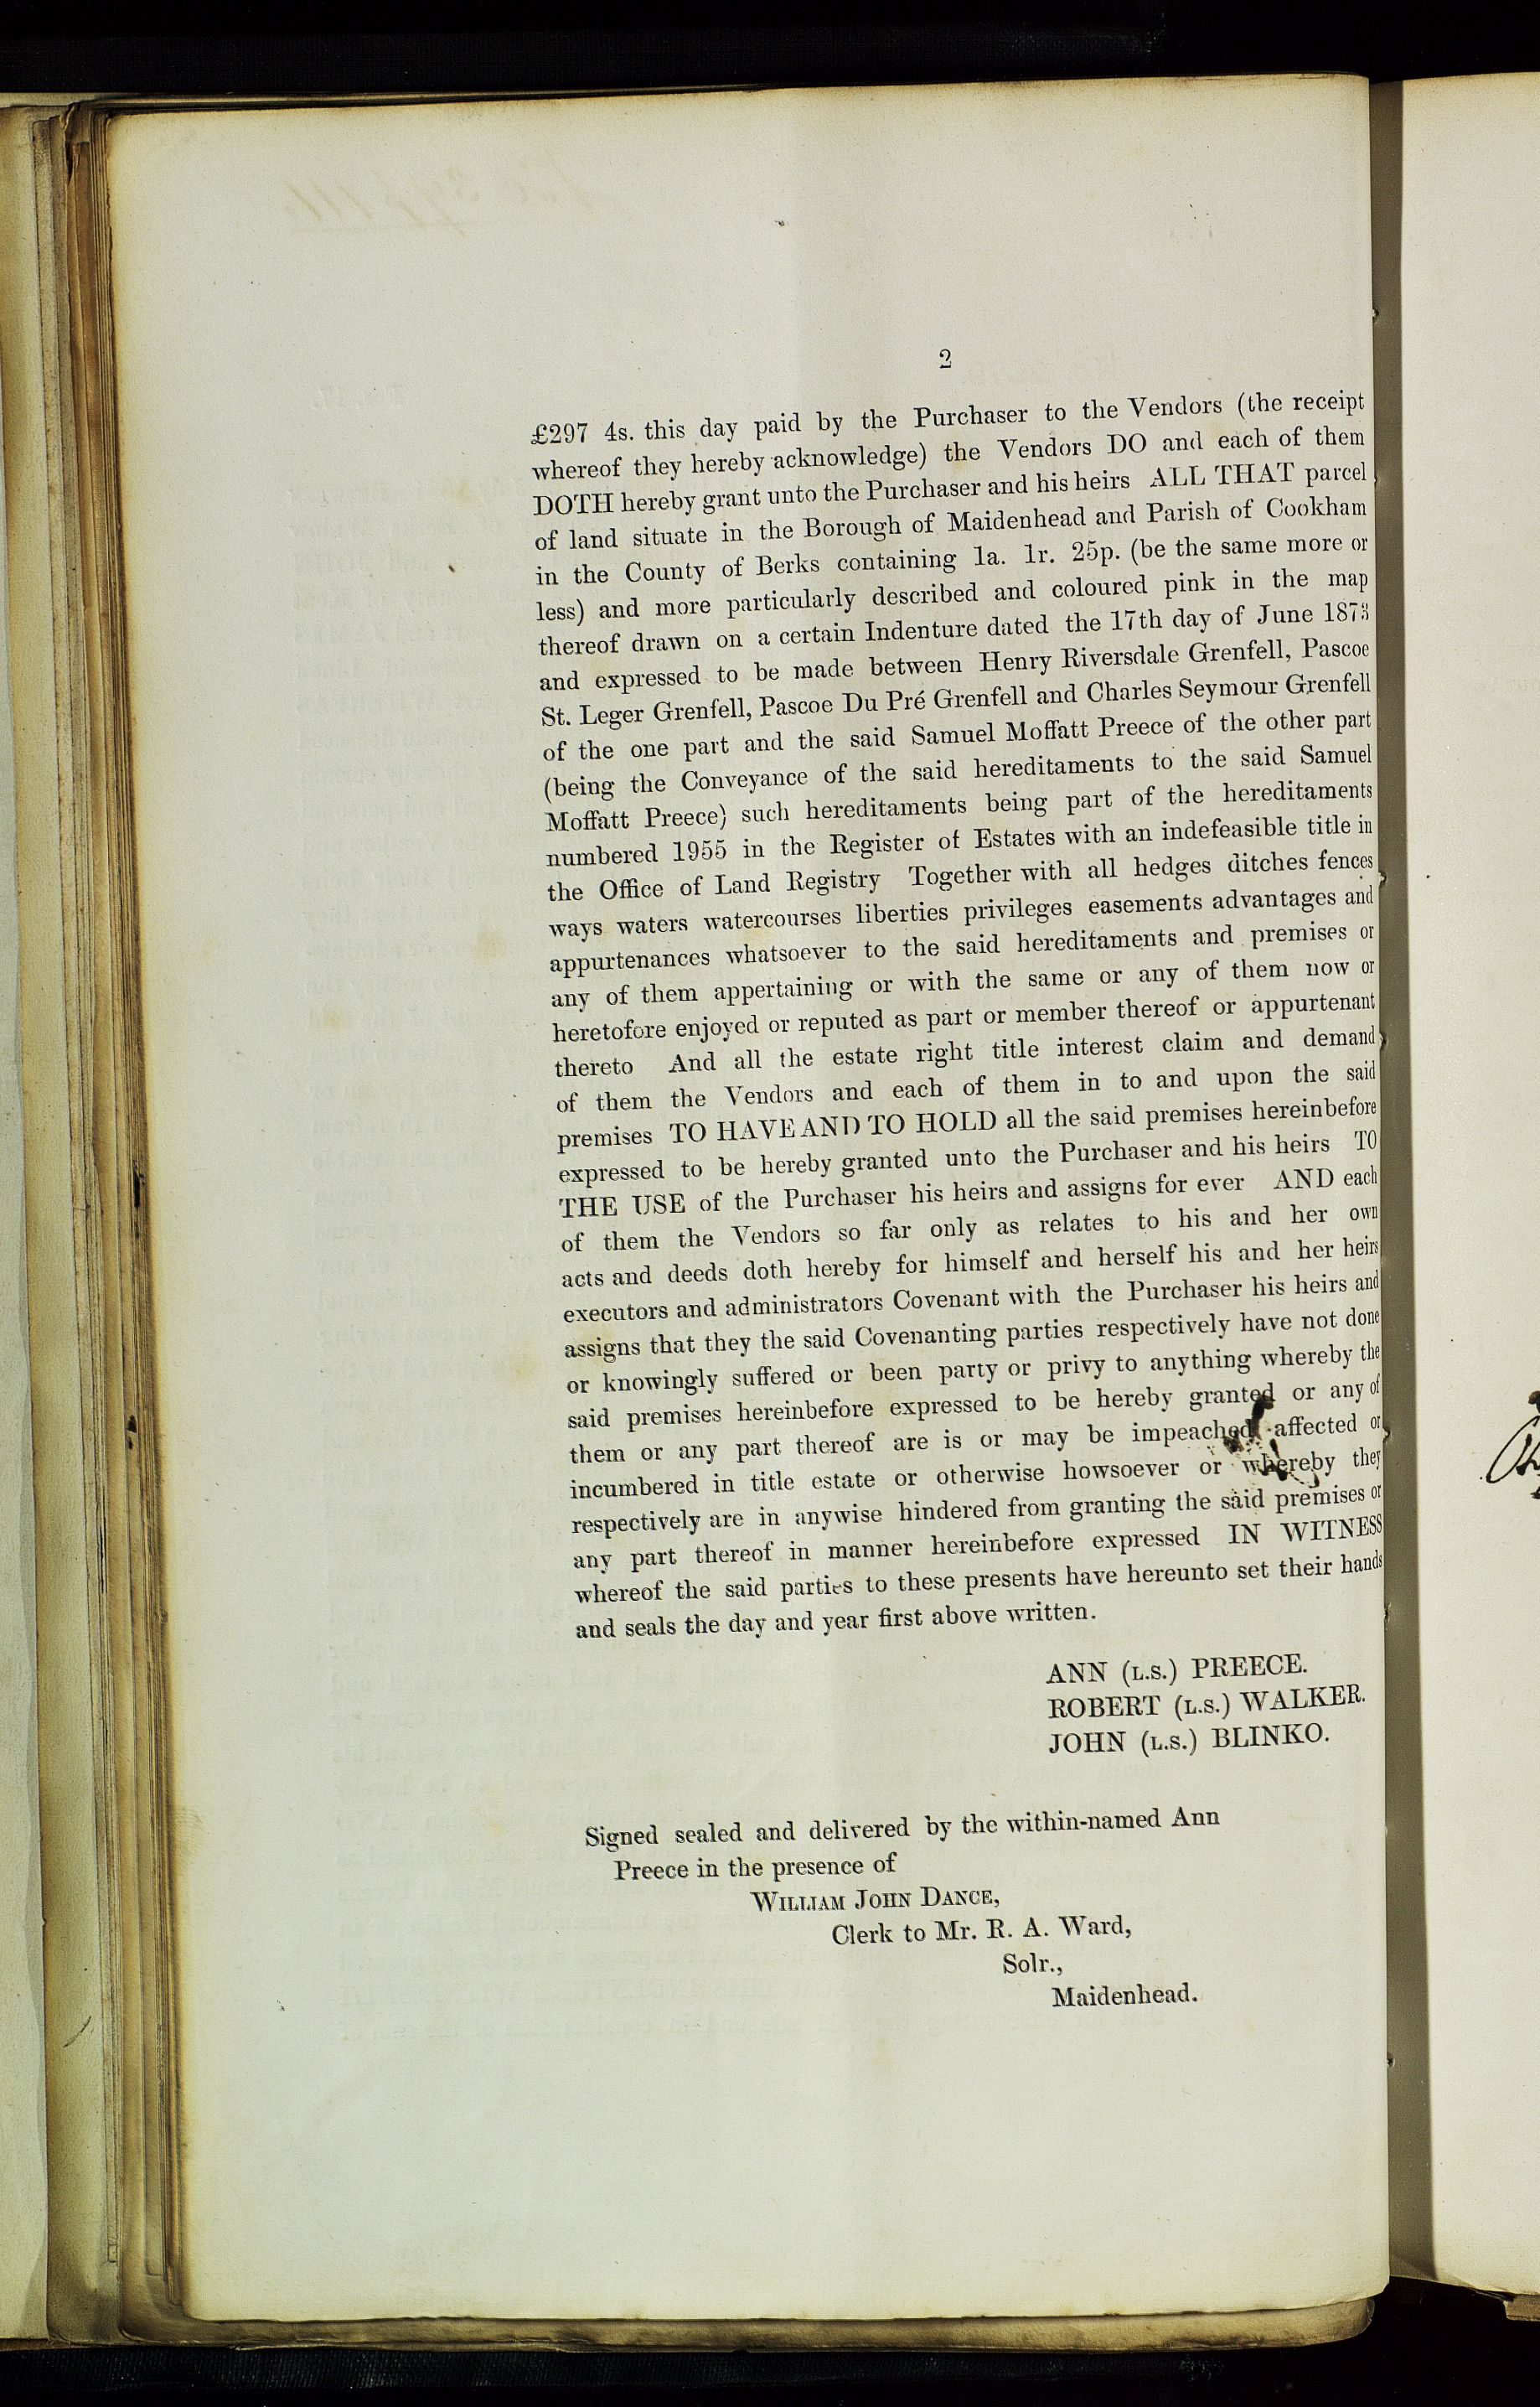 2
£297 4s. this day paid by the Purchaser to the Vendors (the receipt
whereof they hereby acknowledge) the Vendors DO and each of them
DOTH hereby grant unto the Purchaser and his heirs ALL THAT parcel
of land situate in the Borough of Maidenhead and Parish of Cookham
in the County of Berks containing 1a. 1r. 25p. (be the same more or
less) and more particularly described and coloured pink in the map
thereof drawn on a certain Indenture dated the 17th day of June 1873
and expressed to be made between Henry Riversdale Grenfell, Pascoe
St. Leger Grenfell, Pascoe Du Pré Grenfell and Charles Seymour Grenfell
of the one part and the said Samuel Moffatt Preece of the other part
(being the Conveyance of the said hereditaments to the said Samuel
Moffatt Preece) such hereditaments being part of the hereditaments
numbered 1955 in the Register of Estates with an indefeasible title in
the Office of Land Registry Together with all hedges ditches fences
ways waters watercourses liberties privileges easements advantages and
appurtenances whatsoever to the said hereditaments and premises or
any of them appertaining or with the same or any of them now or
heretofore enjoyed or reputed as part or member thereof or appurtenant
thereto And all the estate right title interest claim and demand
of them the Vendors and each of them in to and upon the said
premises TO HAVE AND TO HOLD all the said premises hereinbefore
expressed to be hereby granted unto the Purchaser and his heirs TO
THE USE of the Purchaser his heirs and assigns for ever AND each
of them the Vendors so far only as relates to his and her own
acts and deeds doth hereby for himself and herself his and her heirs
executors and administrators Covenant with the Purchaser his heirs and
assigns that they the said Covenanting parties respectively have not done
or knowingly suffered or been party or privy to anything whereby the
said premises hereinbefore expressed to be hereby granted or any of
them or any part thereof are is or may be impeached affected or
incumbered in title estate or otherwise howsoever or whereby they
respectively are in anywise hindered from granting the said premises or
any part thereof in manner hereinbefore expressed IN WITNESS
whereof the said parties to these presents have hereunto set their hands
and seals the day and year first above written.
ANN (L.S.) PREECE.
ROBERT (L.S.) WALKER.
JOHN (L.S.) BLINKO.
Signed sealed and delivered by the within-named Ann
Preece in the presence of
WILLIAM JOHN DANCE,
Clerk to Mr. R. A. Ward,
Solr.,
Maidenhead.